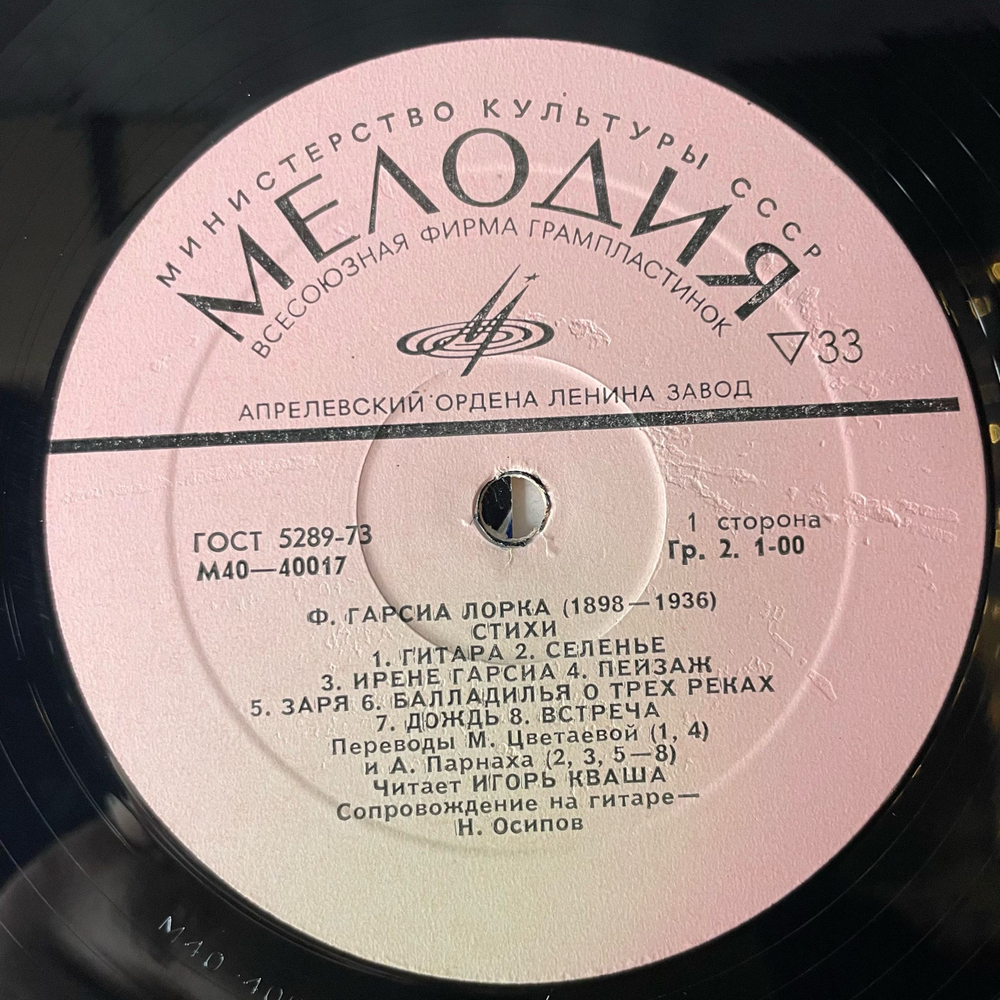 МИНИСТЕРСТВО КУЛЬТУРЫ СССР
МЕЛОДИЯ
ВСЕСОЮЗНАЯ ФИРМА ГРАМПЛАСТИНОК
33
АПРЕЛЕВСКИЙ ОРДЕНА ЛЕНИНА ЗАВОД
ГОСТ 5289-73
М40—40017
1 сторона
Гр. 2. 1-00
Ф. ГАРСИА ЛОРКА (1898—1936)
СТИХИ
1. ГИТАРА 2. СЕЛЕНЬЕ
3. ИРЕНЕ ГАРСИА 4. ПЕЙЗАЖ
5. ЗАРЯ 6. БАЛЛАДИЛЬЯ О ТРЕХ РЕКАХ
7. ДОЖДЬ 8. ВСТРЕЧА
Переводы М. Цветаевой (1, 4)
и А. Парнаха (2, 3, 5—8)
Читает ИГОРЬ КВАША
Сопровождение на гитаре—
Н. Осипов
М40